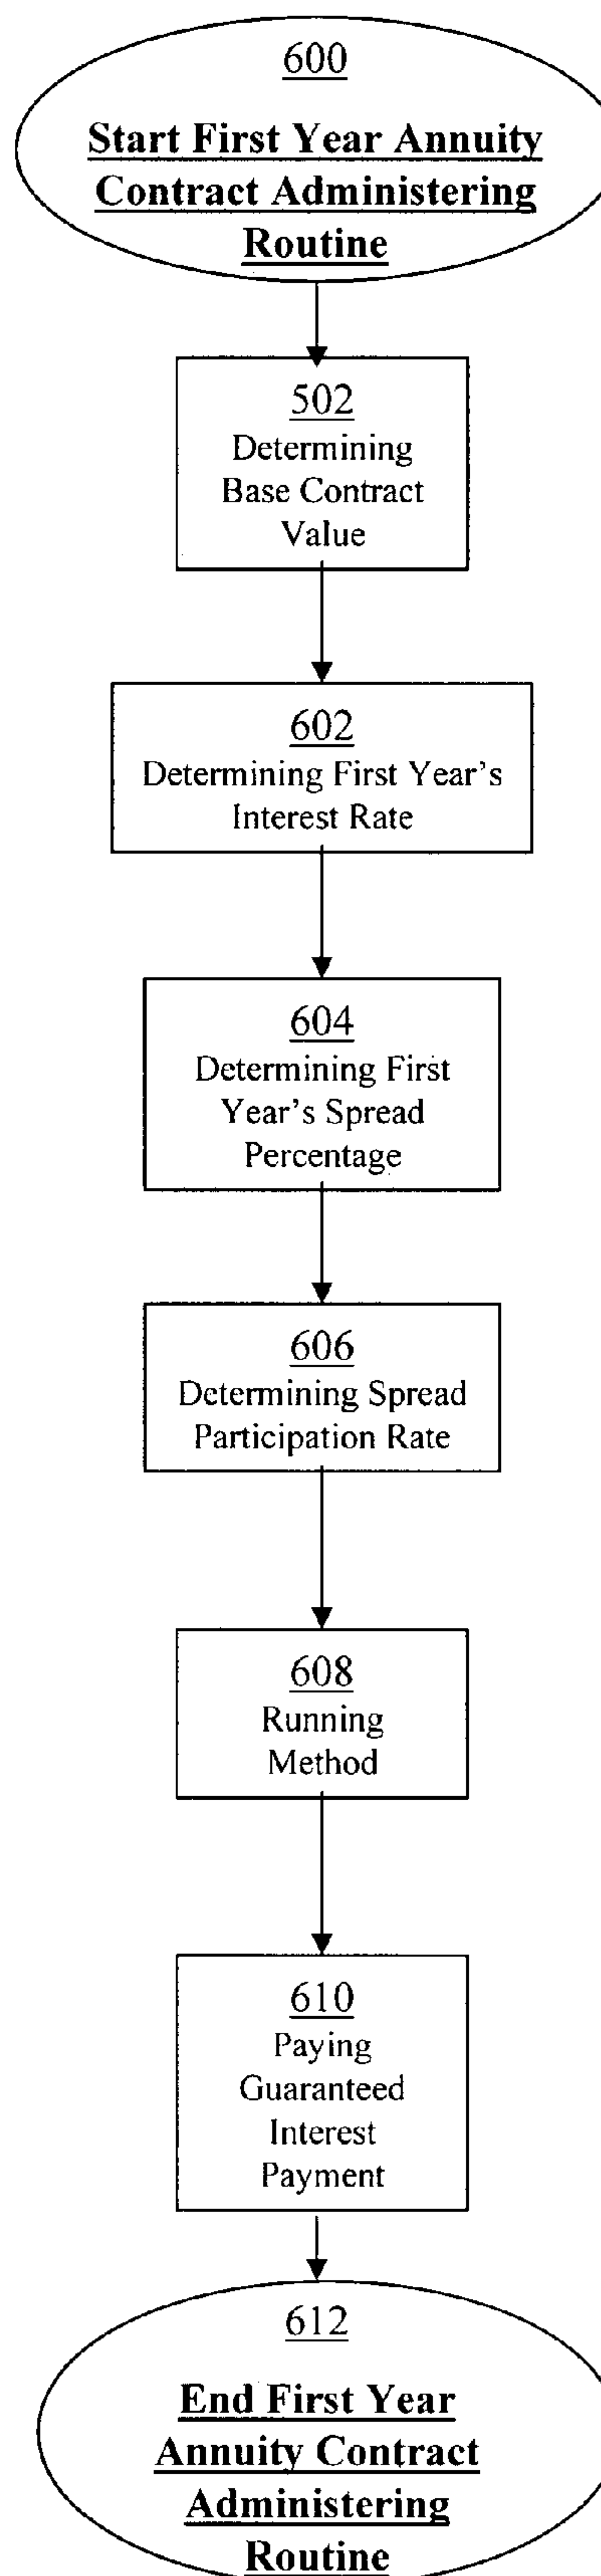 600
Start First Year Annuity
Contract Administering
Routine
502
Determining
Base Contract
Value
602
Determining First Year's
Interest Rate
604
Determining First
Year's Spread
Percentage
606
Determining Spread
Participation Rate
608
Running
Method
610
Paying
Guaranteed
Interest
Payment
612
End First Year
Annuity Contract
Administering
Routine